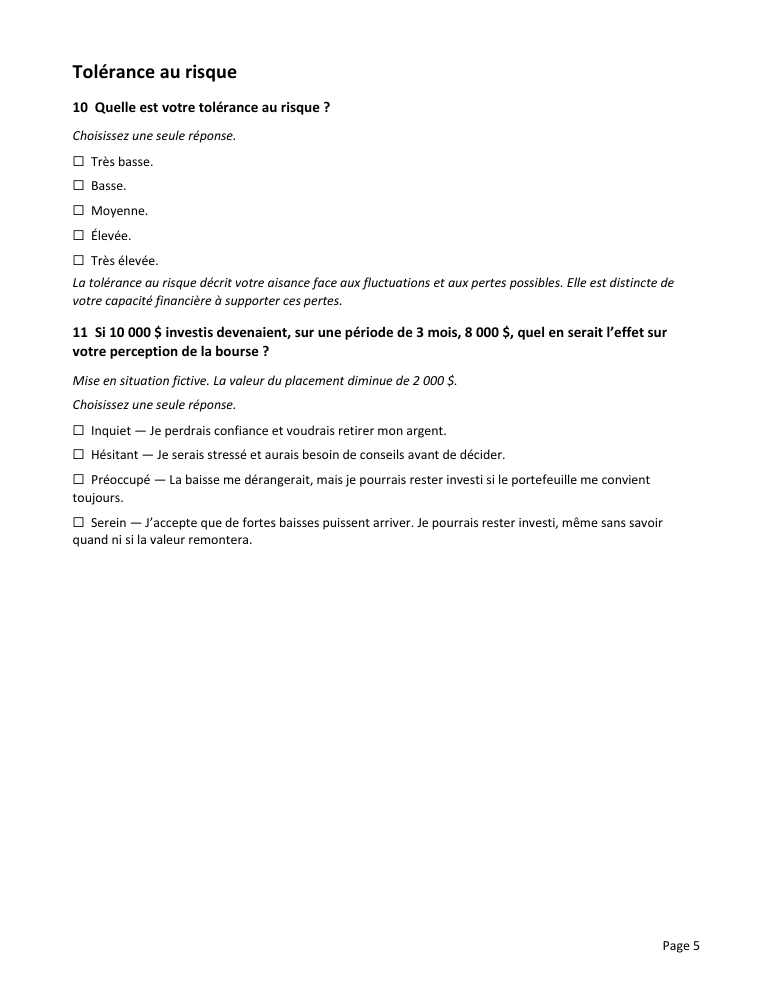 Tolérance au risque
10  Quelle est votre tolérance au risque ?
Choisissez une seule réponse.
☐ Très basse.
☐ Basse.
☐ Moyenne.
☐ Élevée.
☐ Très élevée.
La tolérance au risque décrit votre aisance face aux fluctuations et aux pertes possibles. Elle est distincte de
votre capacité financière à supporter ces pertes.
11  Si 10 000 $ investis devenaient, sur une période de 3 mois, 8 000 $, quel en serait l’effet sur
votre perception de la bourse ?
Mise en situation fictive. La valeur du placement diminue de 2 000 $.
Choisissez une seule réponse.
☐ Inquiet — Je perdrais confiance et voudrais retirer mon argent.
☐ Hésitant — Je serais stressé et aurais besoin de conseils avant de décider.
☐ Préoccupé — La baisse me dérangerait, mais je pourrais rester investi si le portefeuille me convient
toujours.
☐ Serein — J’accepte que de fortes baisses puissent arriver. Je pourrais rester investi, même sans savoir
quand ni si la valeur remontera.
Page 5